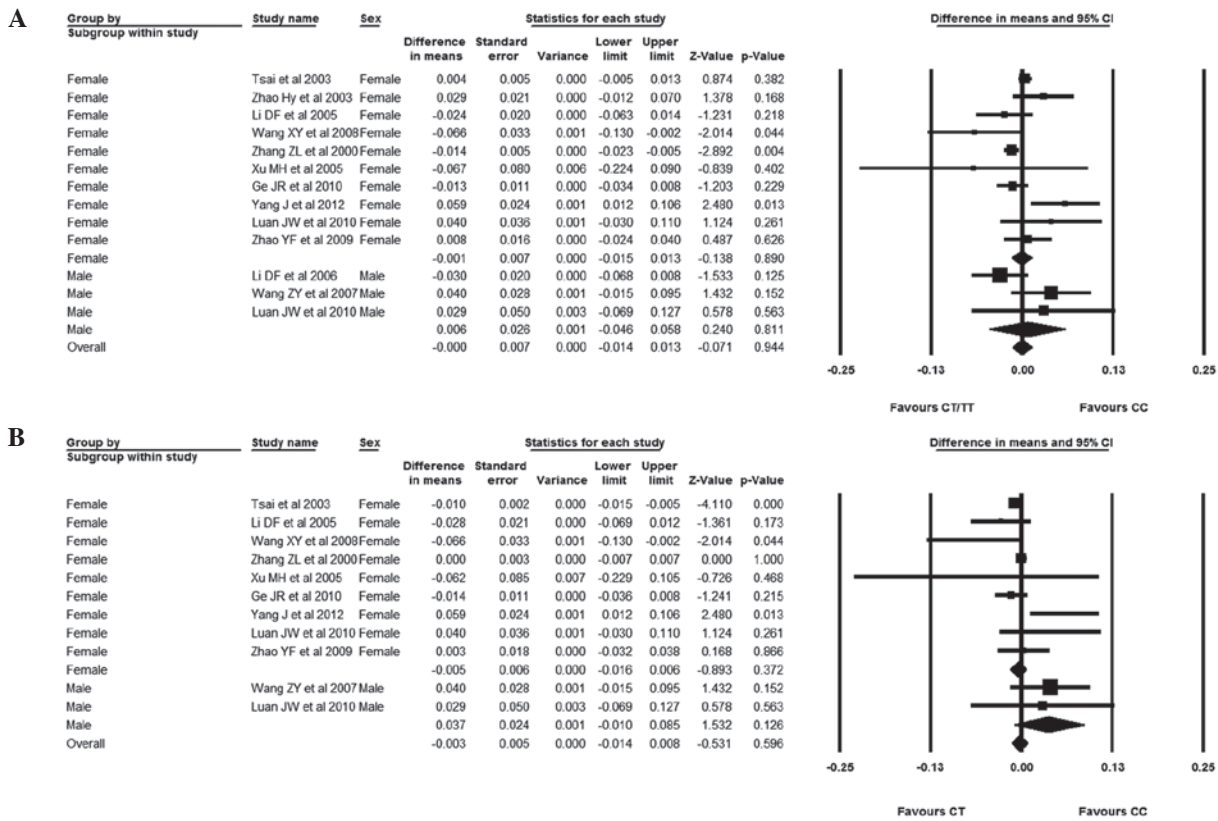 A
Group by Study name Sex Statistics for each study Difference in means and 95% CI
Subgroup within study
Difference Standard Lower Upper
in means error Variance limit limit Z-Value p-Value
Female Tsai et al 2003 Female 0.004 0.005 0.000 -0.005 0.013 0.874 0.382
Female Zhao Hy et al 2003 Female 0.029 0.021 0.000 -0.012 0.070 1.378 0.168
Female Li DF et al 2005 Female -0.024 0.020 0.000 -0.063 0.014 -1.231 0.218
Female Wang XY et al 2008 Female -0.066 0.033 0.001 -0.130 -0.002 -2.014 0.044
Female Zhang ZL et al 2000 Female -0.014 0.005 0.000 -0.023 -0.005 -2.892 0.004
Female Xu MH et al 2005 Female -0.067 0.080 0.006 -0.224 0.090 -0.839 0.402
Female Ge JR et al 2010 Female -0.013 0.011 0.000 -0.034 0.008 -1.203 0.229
Female Yang J et al 2012 Female 0.059 0.024 0.001 0.012 0.106 2.480 0.013
Female Luan JW et al 2010 Female 0.040 0.036 0.001 -0.030 0.110 1.124 0.261
Female Zhao YF et al 2009 Female 0.008 0.016 0.000 -0.024 0.040 0.487 0.626
Female -0.001 0.007 0.000 -0.015 0.013 -0.138 0.890
Male Li DF et al 2006 Male -0.030 0.020 0.000 -0.068 0.008 -1.533 0.125
Male Wang ZY et al 2007 Male 0.040 0.028 0.001 -0.015 0.095 1.432 0.152
Male Luan JW et al 2010 Male 0.029 0.050 0.003 -0.069 0.127 0.578 0.563
Male 0.006 0.026 0.001 -0.046 0.058 0.240 0.811
Overall -0.000 0.007 0.000 -0.014 0.013 -0.071 0.944
-0.25 -0.13 0.00 0.13 0.25
Favours CT/TT Favours CC
B
Group by Study name Sex Statistics for each study Difference in means and 95% CI
Subgroup within study
Difference Standard Lower Upper
in means error Variance limit limit Z-Value p-Value
Female Tsai et al 2003 Female -0.010 0.002 0.000 -0.015 -0.005 -4.110 0.000
Female Li DF et al 2005 Female -0.028 0.021 0.000 -0.069 0.012 -1.361 0.173
Female Wang XY et al 2008 Female -0.066 0.033 0.001 -0.130 -0.002 -2.014 0.044
Female Zhang ZL et al 2000 Female 0.000 0.003 0.000 -0.007 0.007 0.000 1.000
Female Xu MH et al 2005 Female -0.062 0.085 0.007 -0.229 0.105 -0.726 0.468
Female Ge JR et al 2010 Female -0.014 0.011 0.000 -0.036 0.008 -1.241 0.215
Female Yang J et al 2012 Female 0.059 0.024 0.001 0.012 0.106 2.480 0.013
Female Luan JW et al 2010 Female 0.040 0.036 0.001 -0.030 0.110 1.124 0.261
Female Zhao YF et al 2009 Female 0.003 0.018 0.000 -0.032 0.038 0.168 0.866
Female -0.005 0.006 0.000 -0.016 0.006 -0.893 0.372
Male Wang ZY et al 2007 Male 0.040 0.028 0.001 -0.015 0.095 1.432 0.152
Male Luan JW et al 2010 Male 0.029 0.050 0.003 -0.069 0.127 0.578 0.563
Male 0.037 0.024 0.001 -0.010 0.085 1.532 0.126
Overall -0.003 0.005 0.000 -0.014 0.008 -0.531 0.596
-0.25 -0.13 0.00 0.13 0.25
Favours CT Favours CC